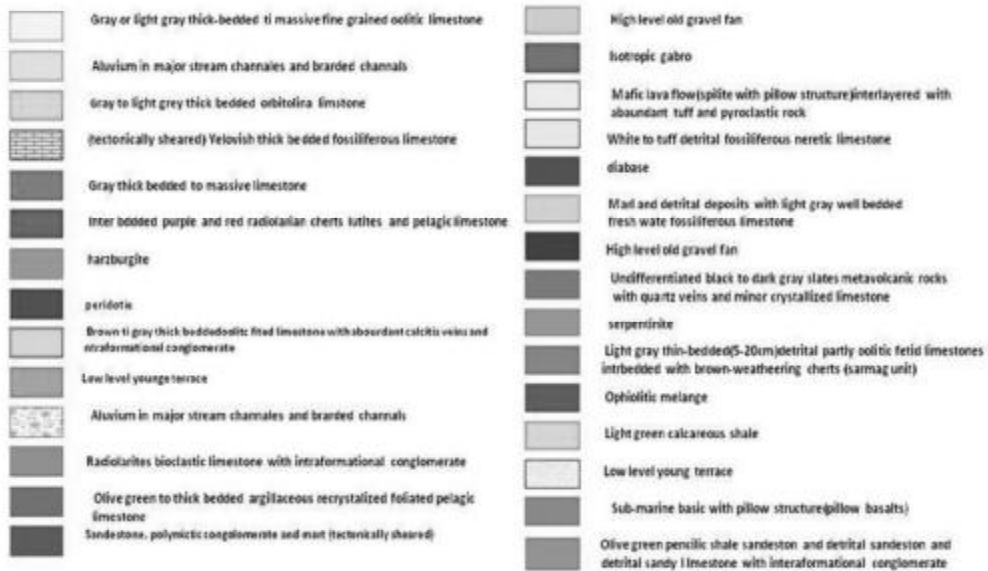 Gray or light gray thick-bedded ti massive fine grained oolitic limestone
Aluvium in major stream channales and brarded channals
Gray to light grey thick bedded orbitolina limstone
(tectonically sheared) Yelovish thick bedded fossiliferous limestone
Gray thick bedded to massive limestone
Inter bddded purple and red radiolarian cherts lutites and pelagic limestone
harzburgite
peridotie
Brown ti gray thick beddedoolitc fited limestone with abourdant calcitis veins and
ntraformational conglomerate
Low level younge terrace
Aluvium in major stream channales and brarded channals
Radiolarites bioclastic limestone with intraformational conglomerate
Olive green to thick bedded argillaceous recrystalized foliated pelagic
limestone
Sandestone, polymictic congolomerate and mart (tectonically sheared)
High level old gravel fan
Isotropic gabro
Mafic lava flow(spilite with pillow structure)interlayered with
aboundant tuff and pyroclastic rock
White to tuff detrital fossiliferous neretic limestone
diabase
Marl and detrital deposits with light gray well bedded
fresh wate fossiliferous limestone
High level old gravel fan
Undifferentiated black to dark gray slates metavolcanic rocks
with quartz veins and minor crystallized limestone
serpentinite
Light gray thin-bedded(5-20cm)detrital partly oolitic fetid limestones
intrbedded with brown-weatheering cherts (sarmag unit)
Ophiolitic melange
Light green calcareous shale
Low level young terrace
Sub-marine basic with pillow structure(pillow basalts)
Olive green pencilic shale sandeston and detrital sandeston and
detrital sandy limestone with interaformational conglomerate